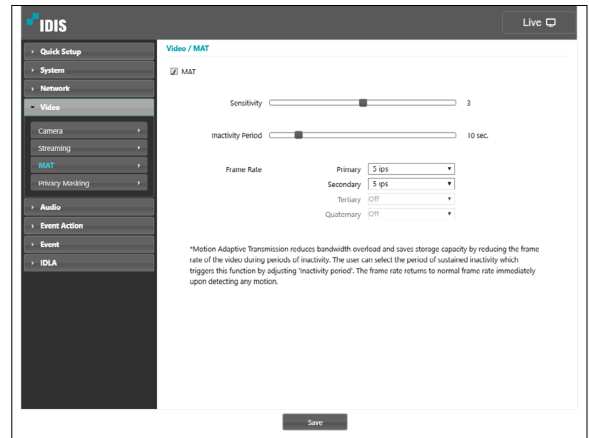 IDIS
Live
Quick Setup
System
Network
Video
Camera
Streaming
MAT
Privacy Masking
Audio
Event Action
Event
IDLA
Video / MAT
MAT
Sensitivity 3
Inactivity Period 10 sec.
Frame Rate Primary 5 ips
Secondary 5 ips
Tertiary Off
Quaternary Off
*Motion Adaptive Transmission reduces bandwidth overload and saves storage capacity by reducing the frame
rate of the video during periods of inactivity. The user can select the period of sustained inactivity which
triggers this function by adjusting 'Inactivity period'. The frame rate returns to normal frame rate immediately
upon detecting any motion.
Save